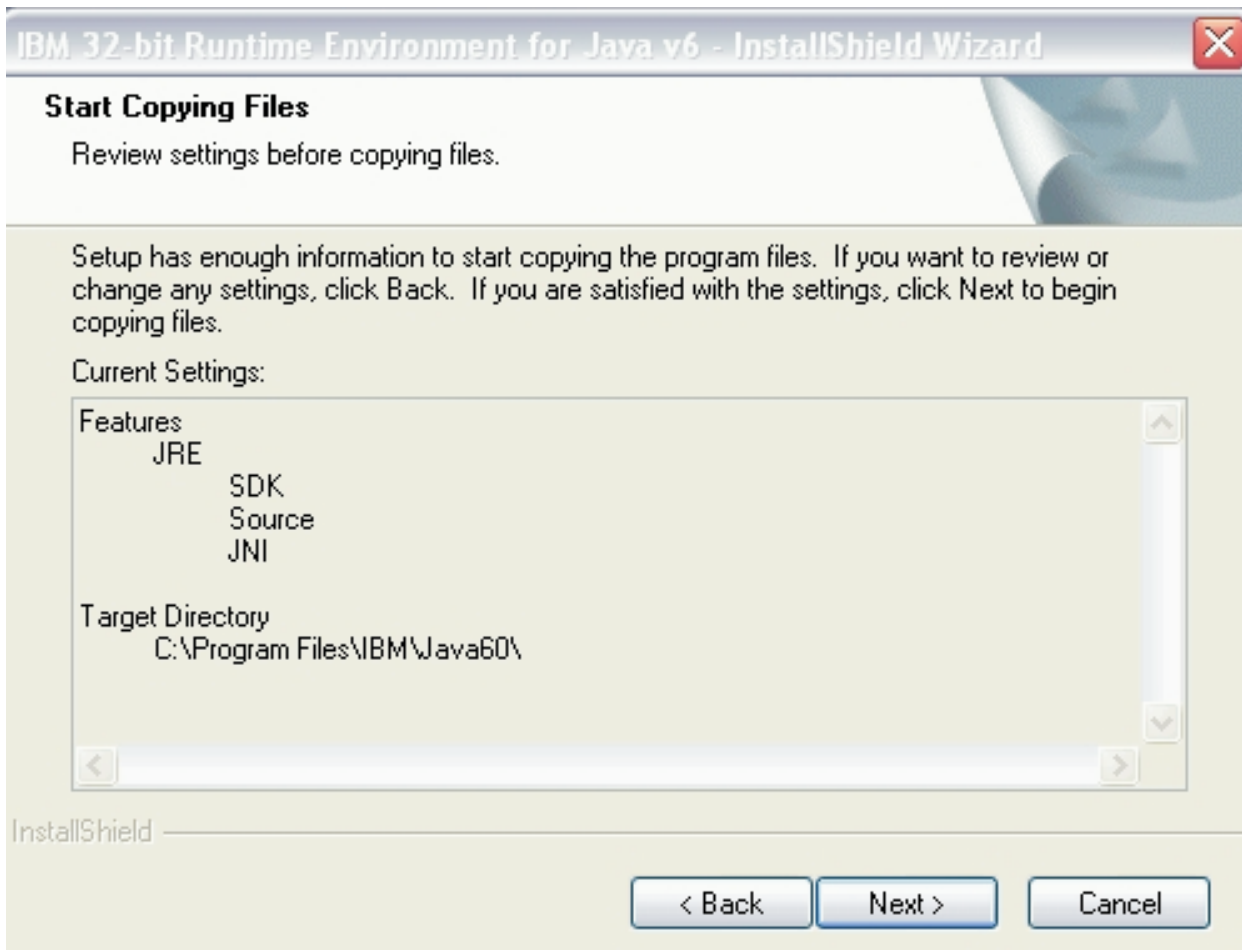 IBM 32-bit Runtime Environment for Java v6 - InstallShield Wizard
Start Copying Files
Review settings before copying files.
Setup has enough information to start copying the program files.  If you want to review or
change any settings, click Back.  If you are satisfied with the settings, click Next to begin
copying files.
Current Settings:
Features
JRE
SDK
Source
JNI
Target Directory
C:\Program Files\IBM\Java60\
InstallShield
< Back
Next >
Cancel